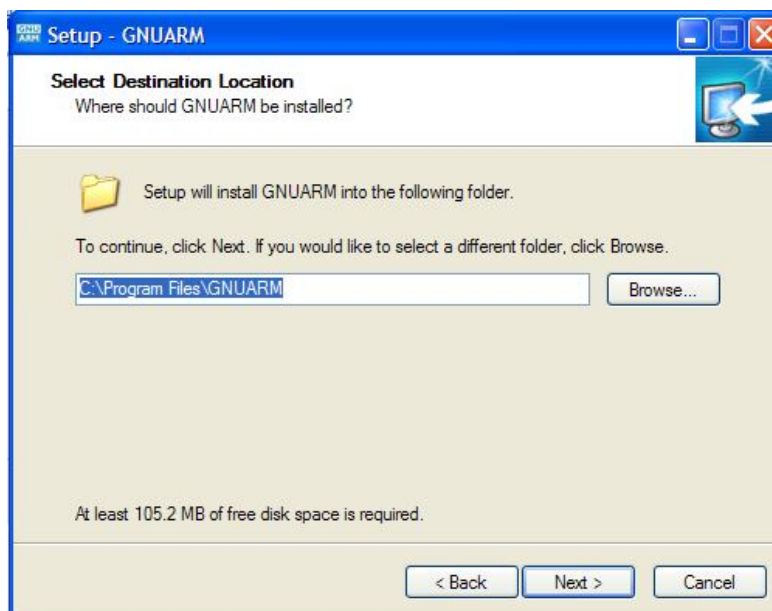 GNU
ARM
Setup - GNUARM
Select Destination Location
Where should GNUARM be installed?
Setup will install GNUARM into the following folder.
To continue, click Next. If you would like to select a different folder, click Browse.
C:\Program Files\GNUARM
Browse...
At least 105.2 MB of free disk space is required.
< Back
Next >
Cancel